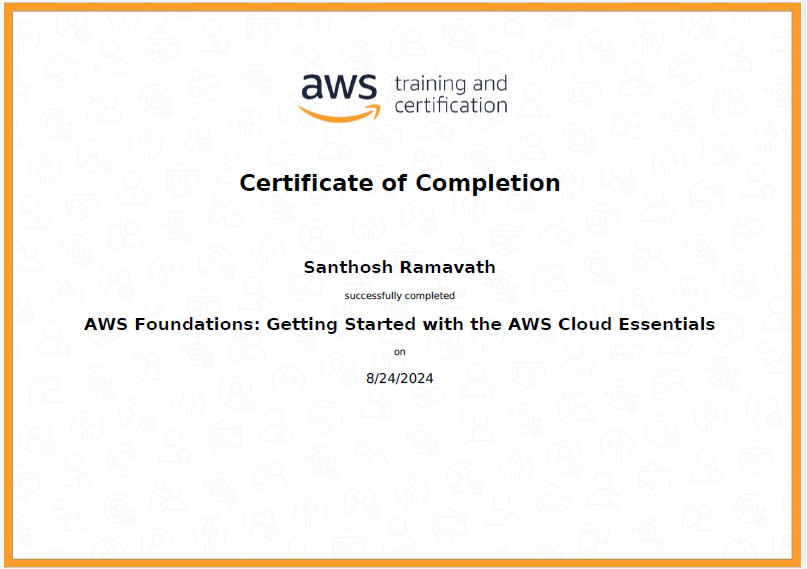 aws training and
certification
Certificate of Completion
Santhosh Ramavath
successfully completed
AWS Foundations: Getting Started with the AWS Cloud Essentials
on
8/24/2024